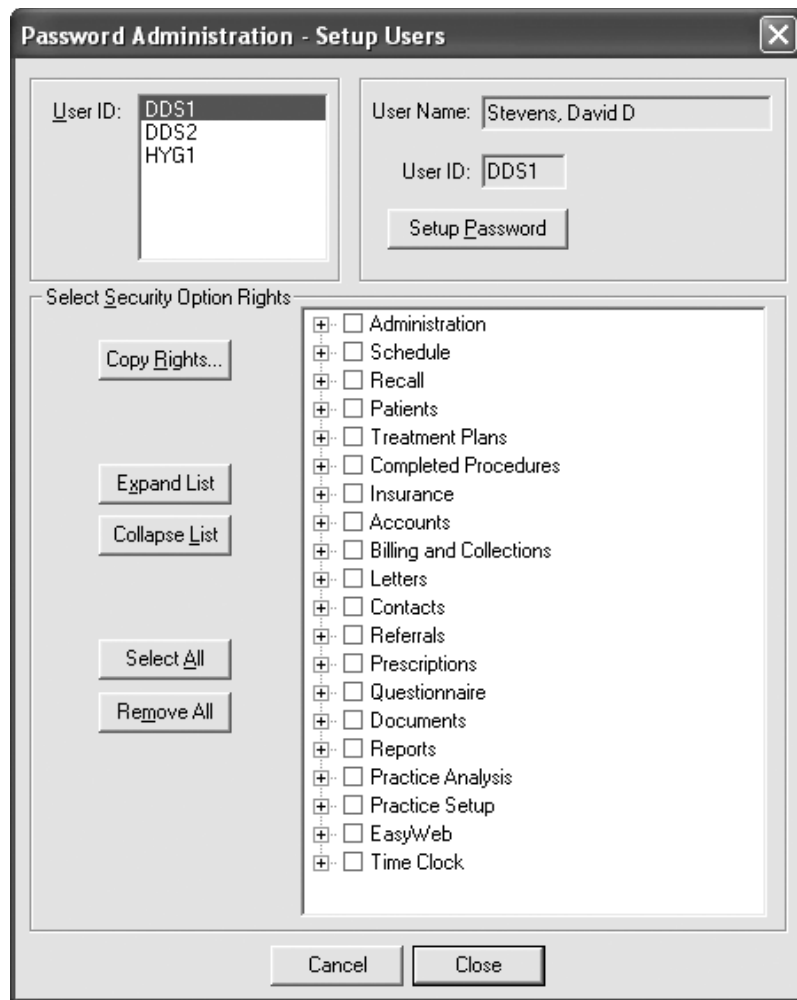 Password Administration - Setup Users
User ID:
DDS1
DDS2
HYG1
User Name: Stevens, David D
User ID: DDS1
Setup Password
Select Security Option Rights
Copy Rights...
Expand List
Collapse List
Select All
Remove All
Administration
Schedule
Recall
Patients
Treatment Plans
Completed Procedures
Insurance
Accounts
Billing and Collections
Letters
Contacts
Referrals
Prescriptions
Questionnaire
Documents
Reports
Practice Analysis
Practice Setup
EasyWeb
Time Clock
Cancel
Close